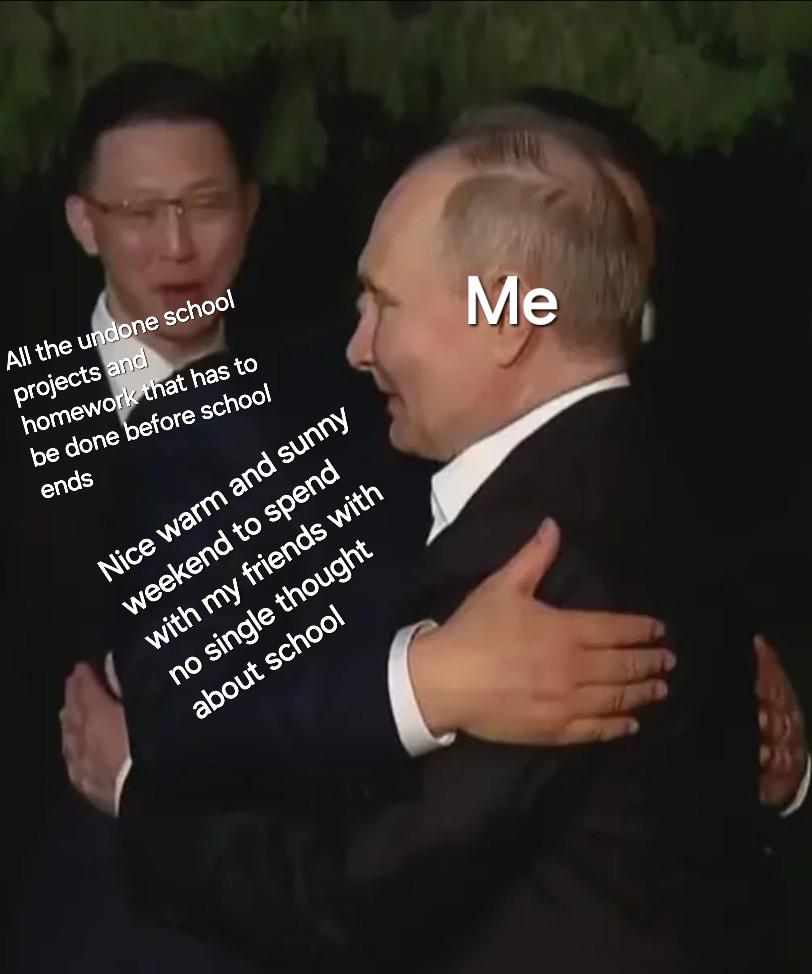 All the undone school
projects and
homework that has to
be done before school
ends
Me
Nice warm and sunny
weekend to spend
with my friends with
no single thought
about school